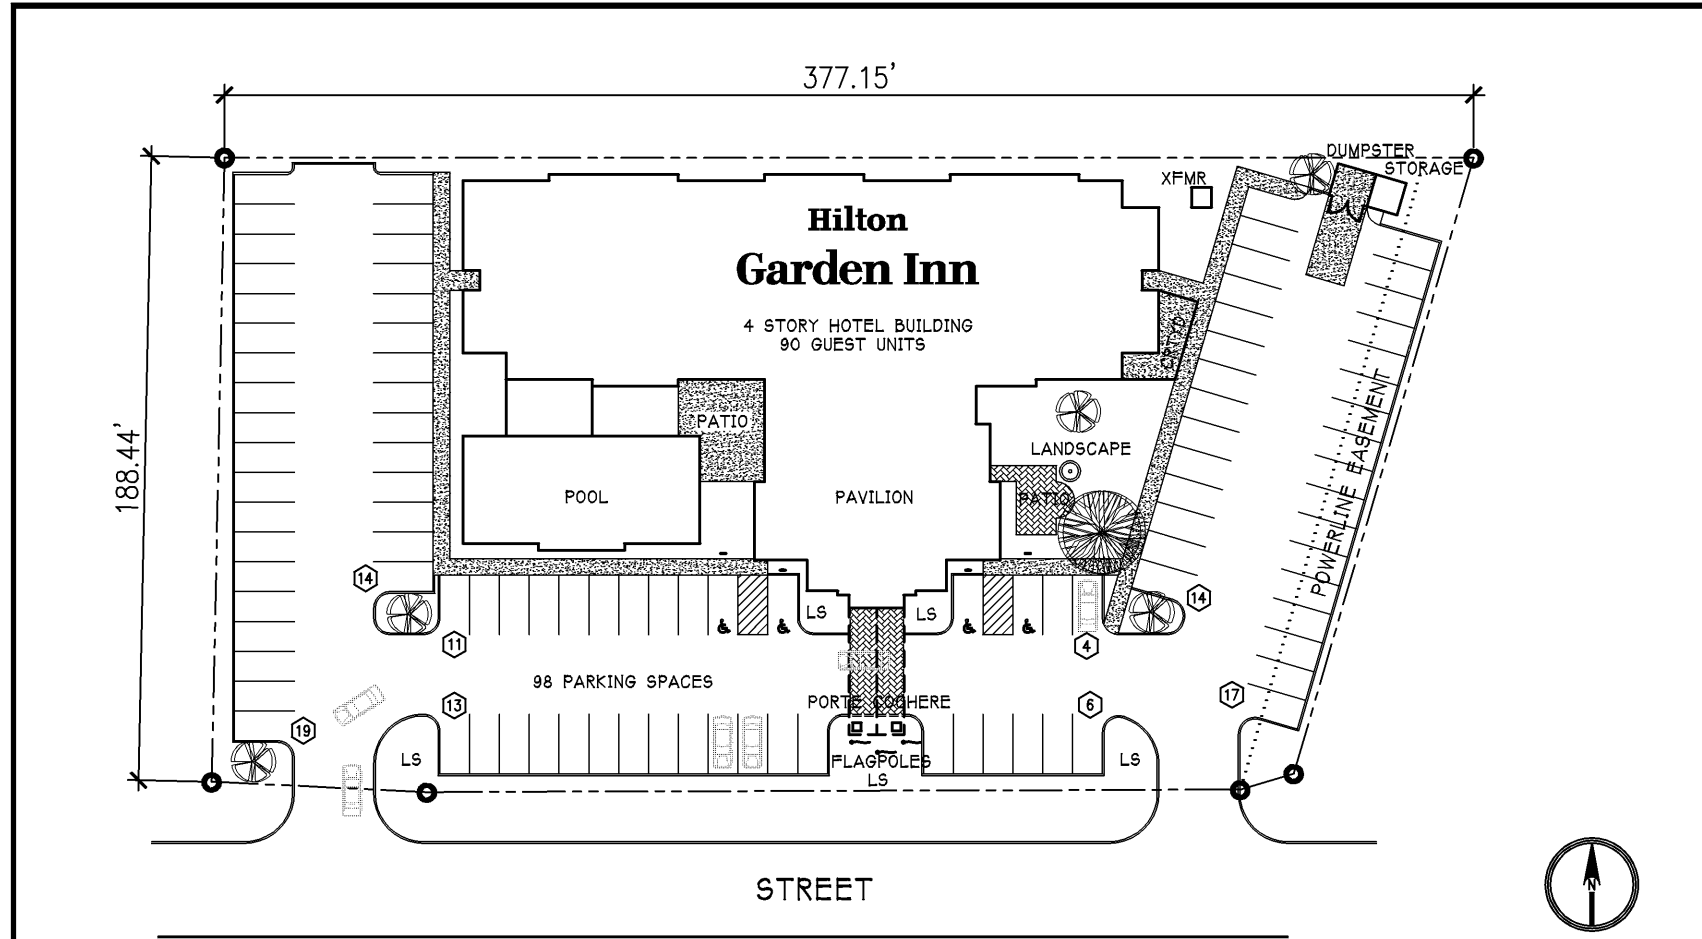 377.15'
188.44'
DUMPSTER
STORAGE
XFMR
Hilton
Garden Inn
4 STORY HOTEL BUILDING
90 GUEST UNITS
PATIO
LANDSCAPE
POWERLINE EASEMENT
POOL
PAVILION
PATIO
14
LS
LS
14
11
4
98 PARKING SPACES
PORTE COCHERE
13
6
17
19
LS
FLAGPOLES
LS
LS
STREET
N